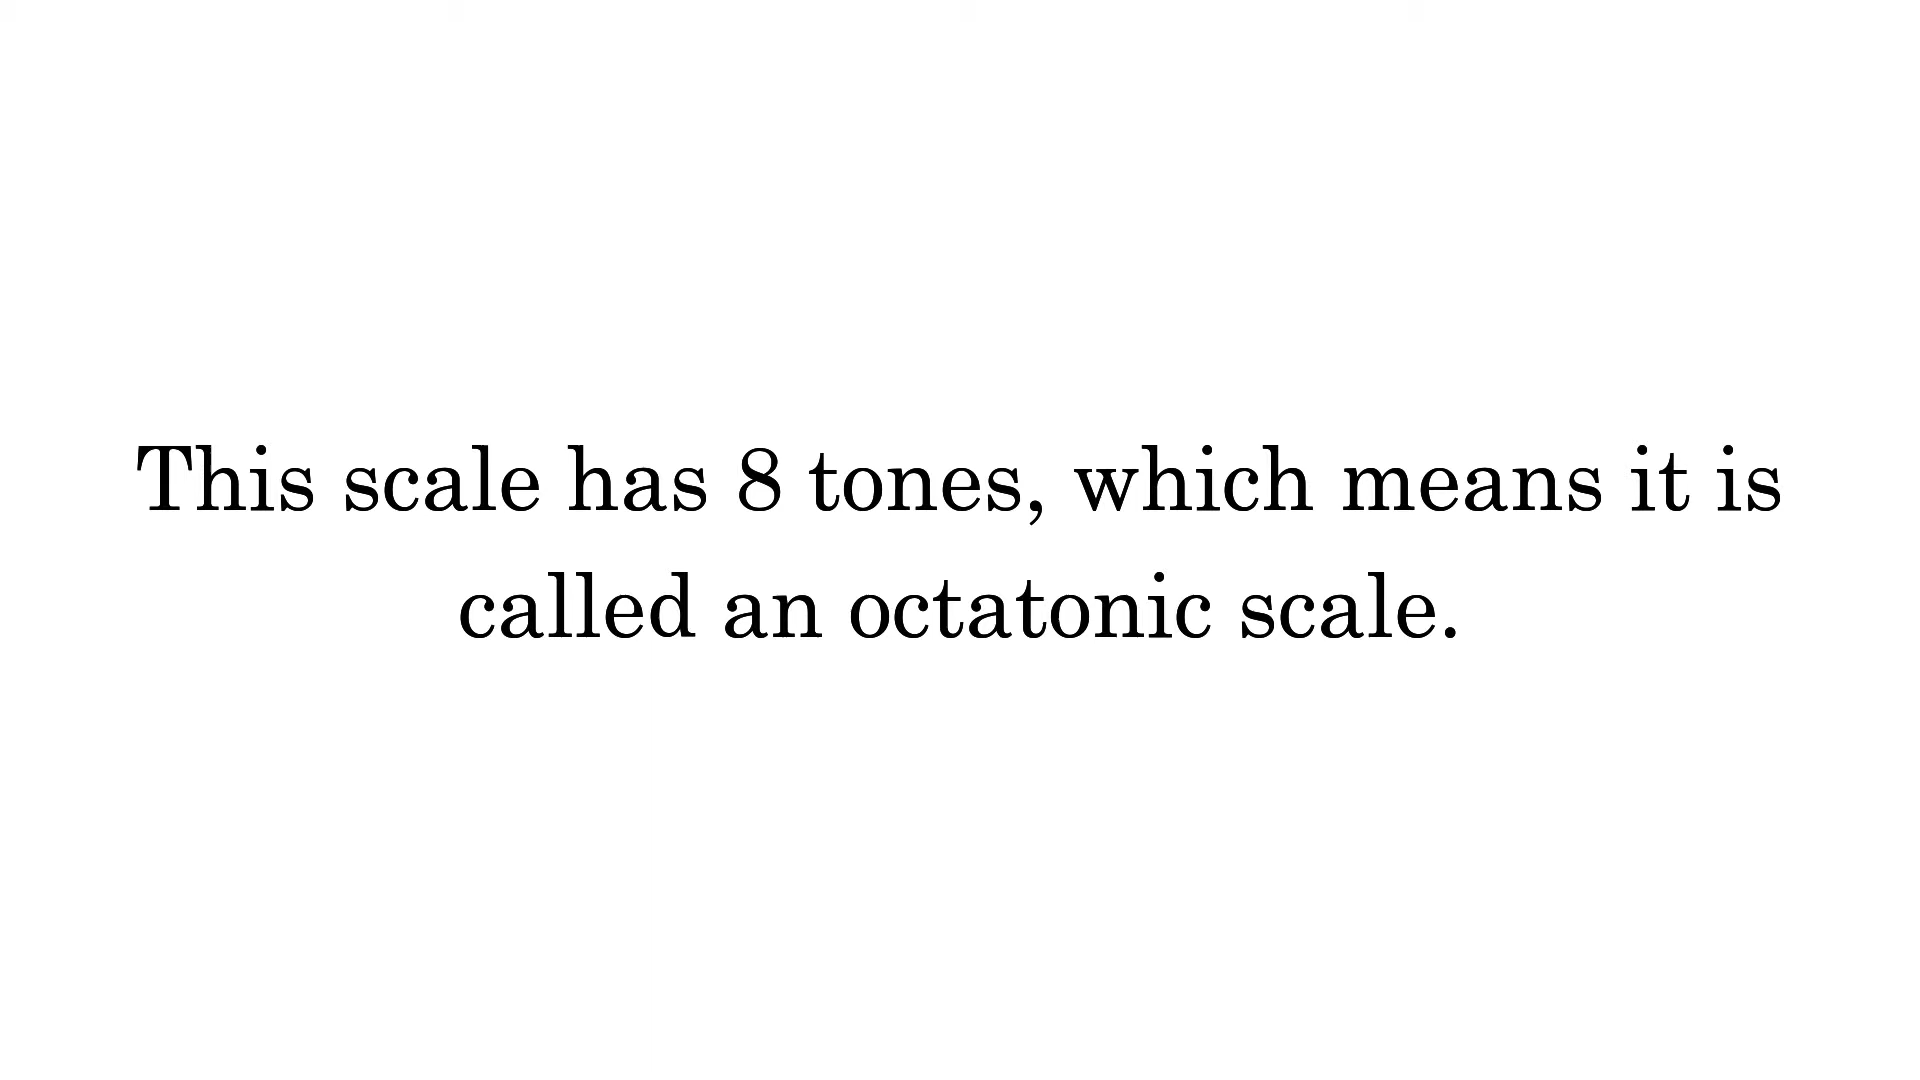 This scale has 8 tones, which means it is
called an octatonic scale.